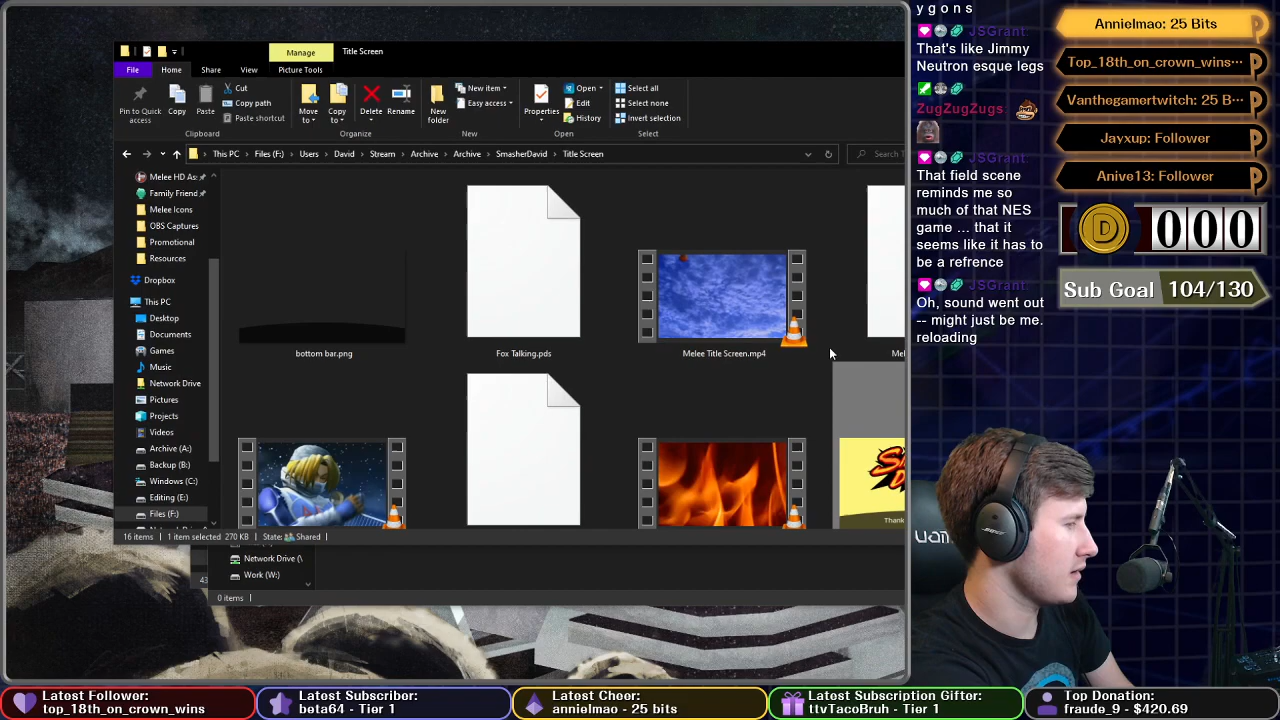 Manage
Title Screen
File
Home
Share
View
Picture Tools
Pin to Quick access
Copy
Paste
Cut
Copy path
Paste shortcut
Clipboard
Move to
Copy to
Delete
Rename
Organize
New folder
New item
Easy access
New
Properties
Open
Edit
History
Open
Select all
Select none
Invert selection
Select
This PC > Files (F:) > Users > David > Stream > Archive > Archive > SmasherDavid > Title Screen
Search T
Melee HD As:
Family Friend
Melee Icons
OBS Captures
Promotional
Resources
Dropbox
This PC
Desktop
Documents
Games
Music
Network Drive
Pictures
Projects
Videos
Archive (A:)
Backup (B:)
Windows (C:)
Editing (E:)
Files (F:)
bottom bar.png
Fox Talking.pds
Melee Title Screen.mp4
Mel
Thank
16 items
1 item selected 270 KB
State: Shared
43
Network Drive (\
Work (W:)
0 items
ygons
JSGrant:
That's like Jimmy
Neutron esque legs
ZugZugZugs:
JSGrant:
That field scene
reminds me so
much of that NES
game ... that it
seems like it has to
be a refrence
JSGrant:
Oh, sound went out
-- might just be me.
reloading
Annielmao: 25 Bits
Top_18th_on_crown_wins...
Vanthegamertwitch: 25 B...
Jayxup: Follower
Anive13: Follower
D 000
Sub Goal 104/130
BOSE
Latest Follower:
top_18th_on_crown_wins
Latest Subscriber:
beta64 - Tier 1
Latest Cheer:
annielmao - 25 bits
Latest Subscription Gifter:
ttvTacoBruh - Tier 1
Top Donation:
fraude_9 - $420.69